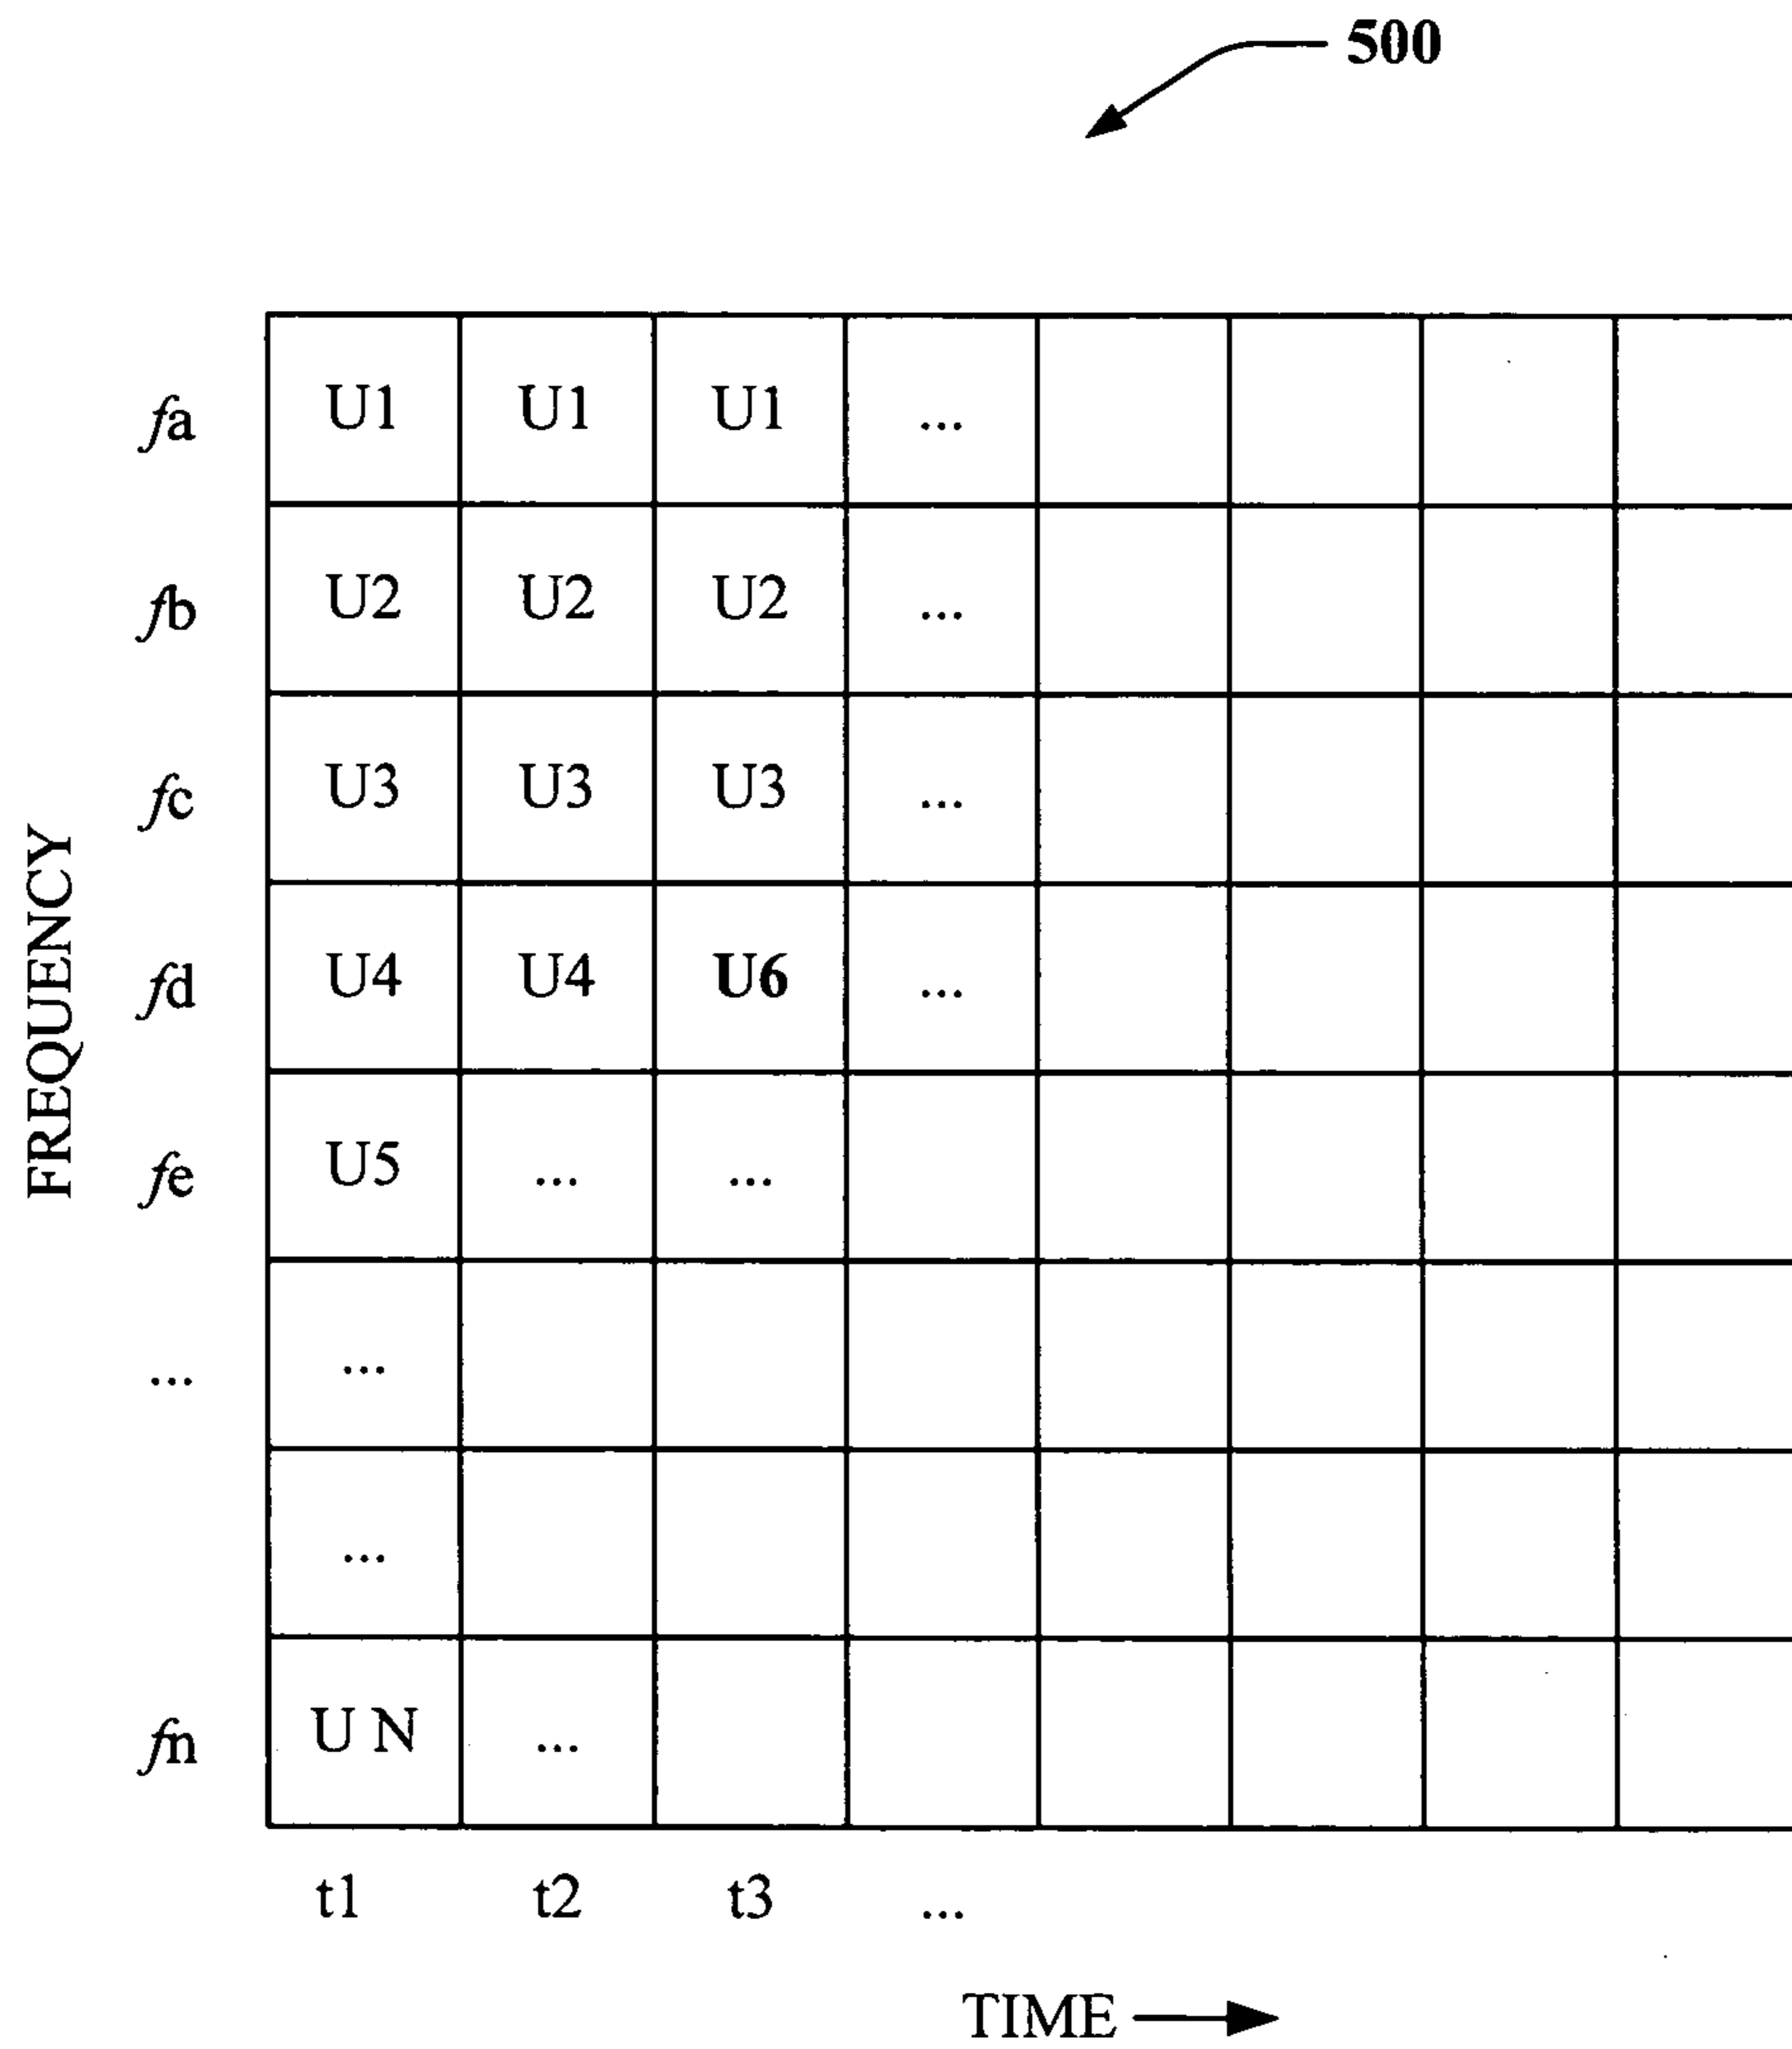 500
fa U1 U1 U1 ...
fb U2 U2 U2 ...
fc U3 U3 U3 ...
fd U4 U4 U6 ...
fe U5 ... ...
... ...
...
fn U N ...
t1 t2 t3 ...
FREQUENCY
TIME